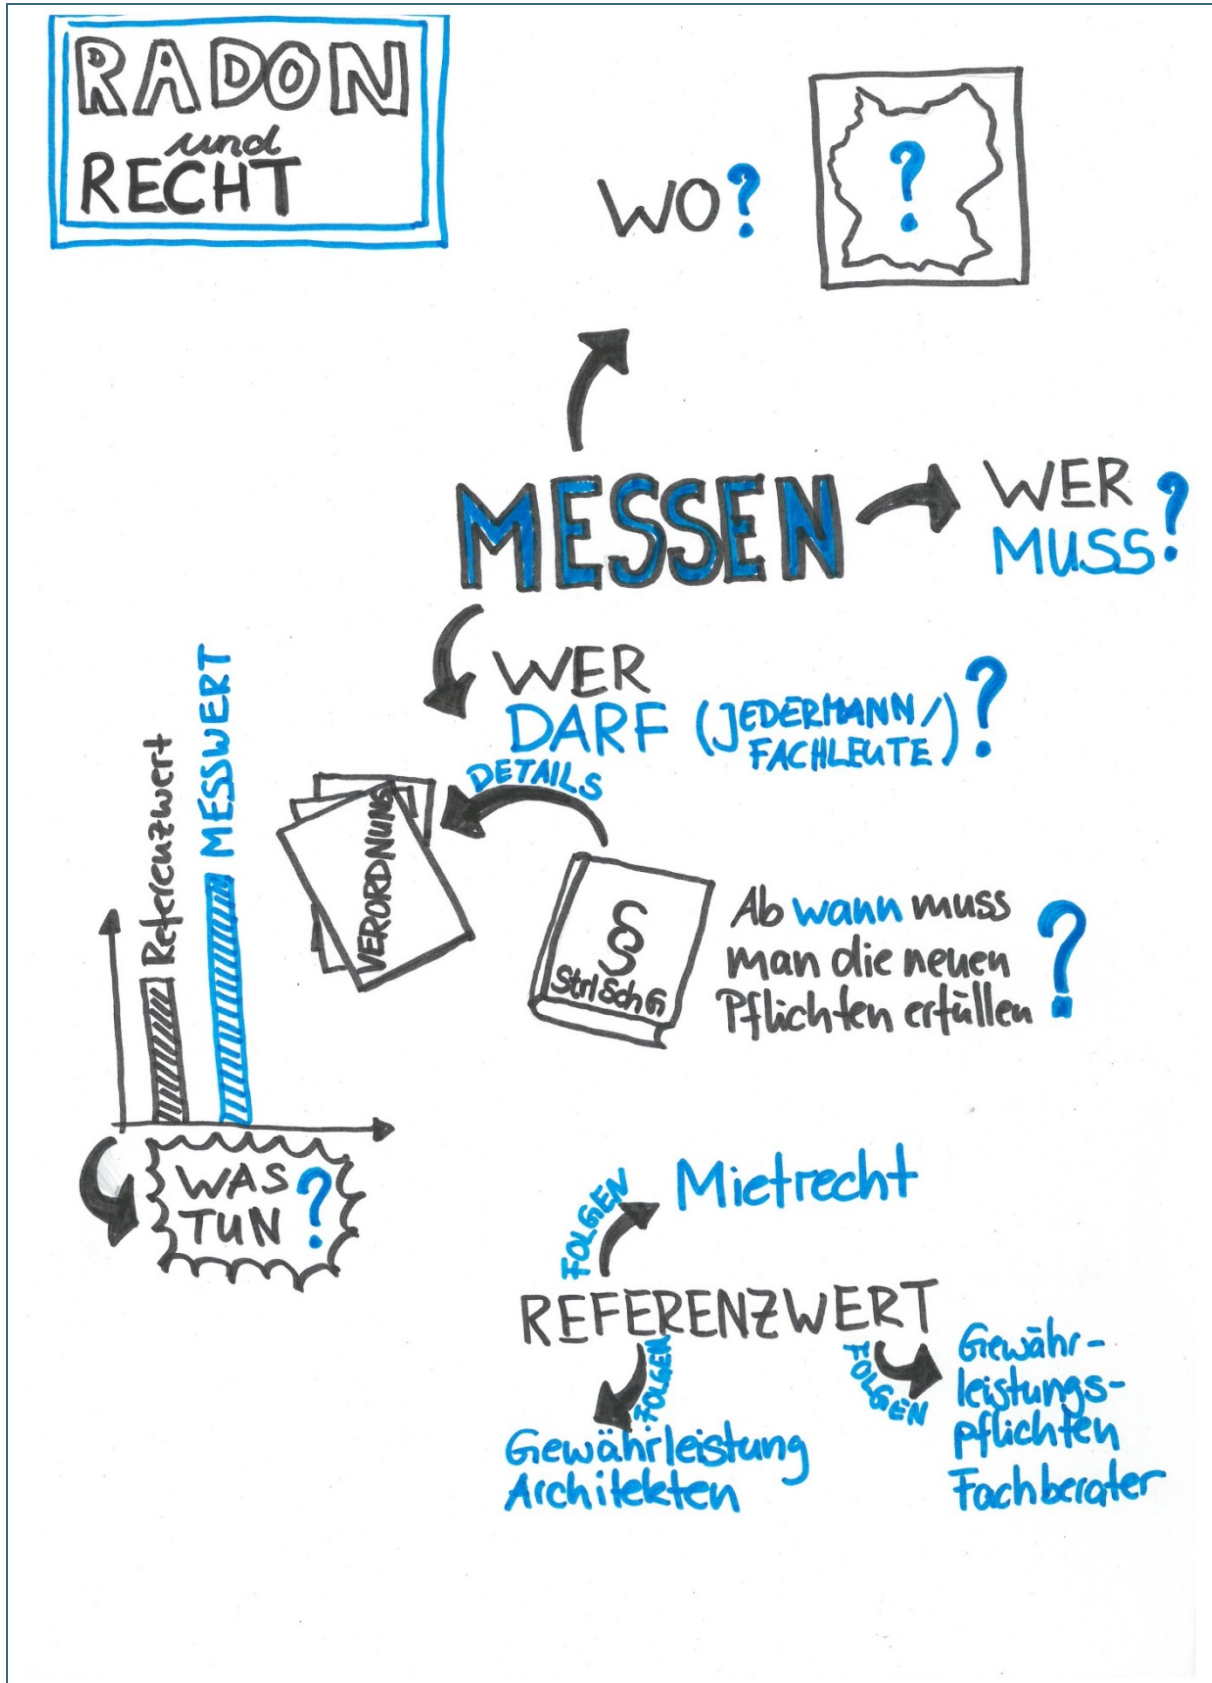 RADON
und
RECHT
WO?
?
MESSEN
WER
MUSS?
WER
DARF (JEDERMANN/
FACHLEUTE)?
DETAILS
VERORDNUNG
§
StrlSchG
Ab wann muss
man die neuen
Pflichten erfüllen?
Referenzwert
MESSWERT
WAS
TUN?
FOLGEN
Mietrecht
REFERENZWERT
FOLGEN
Gewährleistung
Architekten
FOLGEN
Gewähr-
leistungs-
pflichten
Fachberater